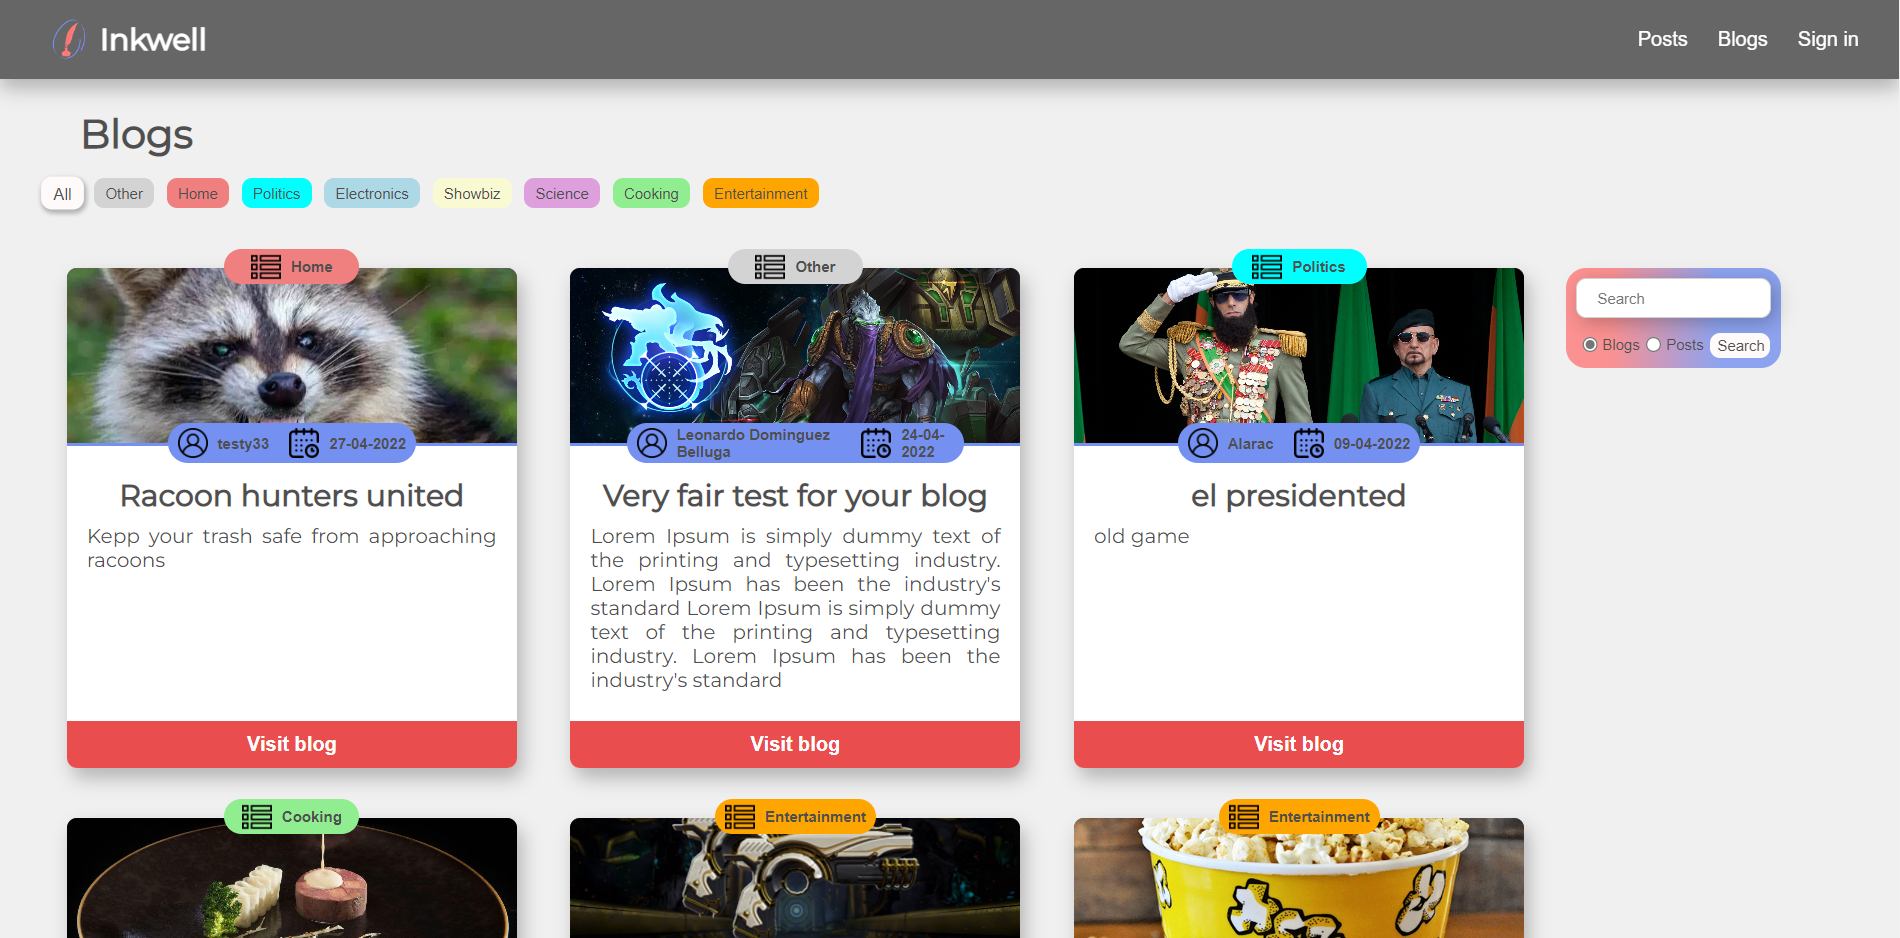 Inkwell
Posts
Blogs
Sign in
Blogs
All
Other
Home
Politics
Electronics
Showbiz
Science
Cooking
Entertainment
Home
testy33
27-04-2022
Racoon hunters united
Kepp your trash safe from approaching
racoons
Visit blog
Other
Leonardo Dominguez
Belluga
24-04-
2022
Very fair test for your blog
Lorem Ipsum is simply dummy text of
the printing and typesetting industry.
Lorem Ipsum has been the industry's
standard Lorem Ipsum is simply dummy
text of the printing and typesetting
industry. Lorem Ipsum has been the
industry's standard
Visit blog
Politics
Alarac
09-04-2022
el presidented
old game
Visit blog
Search
Blogs
Posts
Search
Cooking
Entertainment
Entertainment